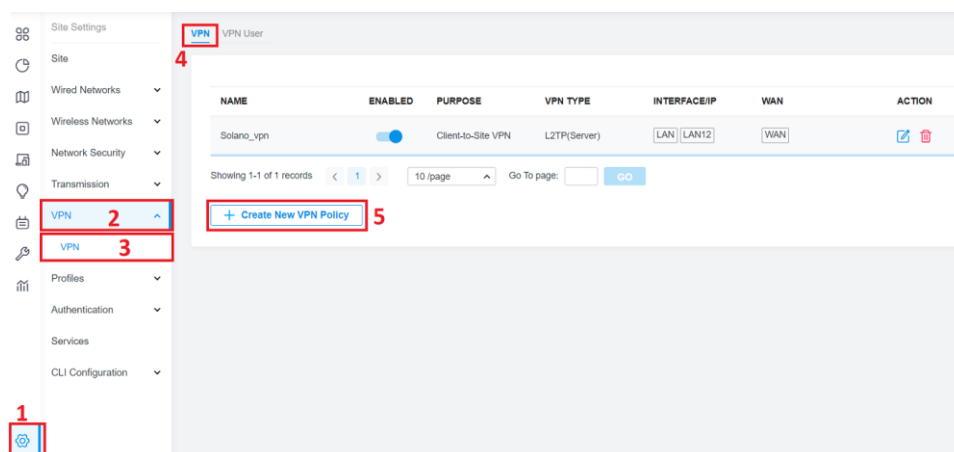 Site Settings
Site
Wired Networks
Wireless Networks
Network Security
Transmission
VPN 2
VPN 3
Profiles
Authentication
Services
CLI Configuration
1
VPN VPN User
4
NAME ENABLED PURPOSE VPN TYPE INTERFACE/IP WAN ACTION
Solano_vpn Client-to-Site VPN L2TP(Server) LAN LAN12 WAN
Showing 1-1 of 1 records < 1 > 10 /page Go To page: GO
+ Create New VPN Policy 5